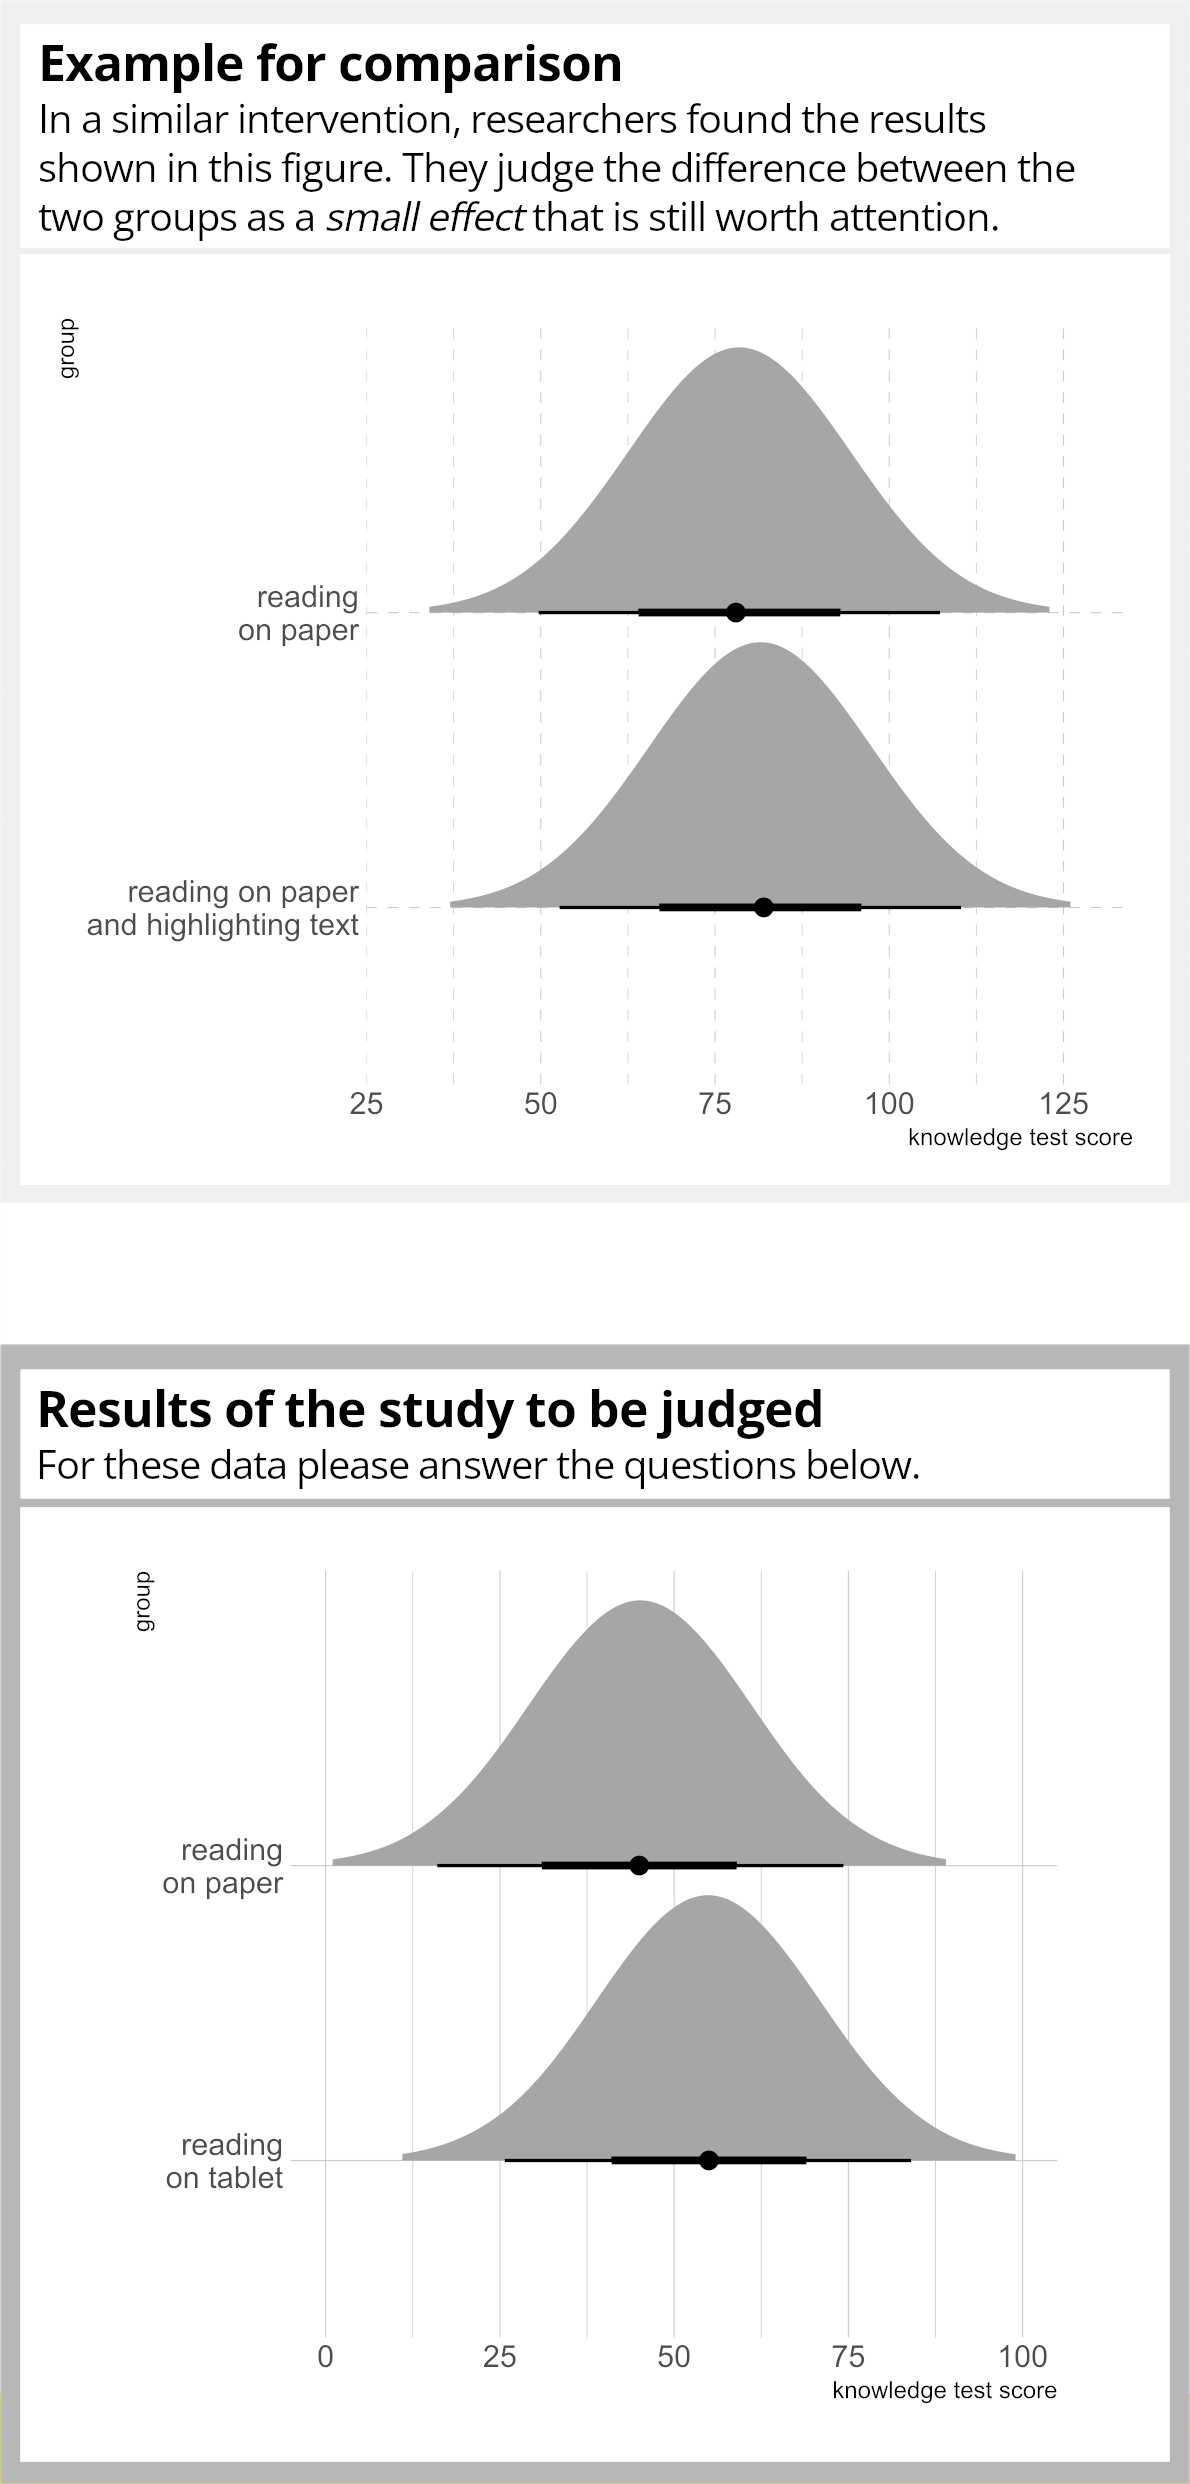 Example for comparison
In a similar intervention, researchers found the results
shown in this figure. They judge the difference between the
two groups as a small effect that is still worth attention.
group
reading
on paper
reading on paper
and highlighting text
25 50 75 100 125
knowledge test score
Results of the study to be judged
For these data please answer the questions below.
group
reading
on paper
reading
on tablet
0 25 50 75 100
knowledge test score